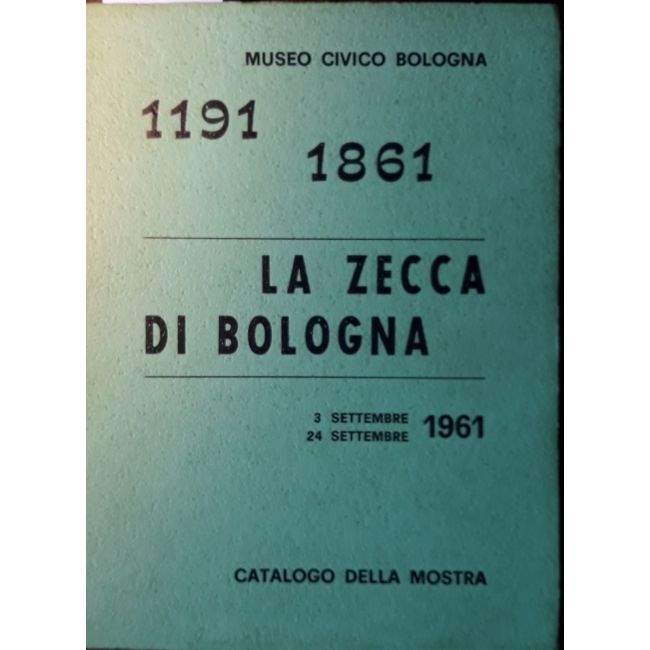 MUSEO CIVICO BOLOGNA
1191
1861
LA ZECCA
DI BOLOGNA
3 SETTEMBRE
24 SETTEMBRE 1961
CATALOGO DELLA MOSTRA